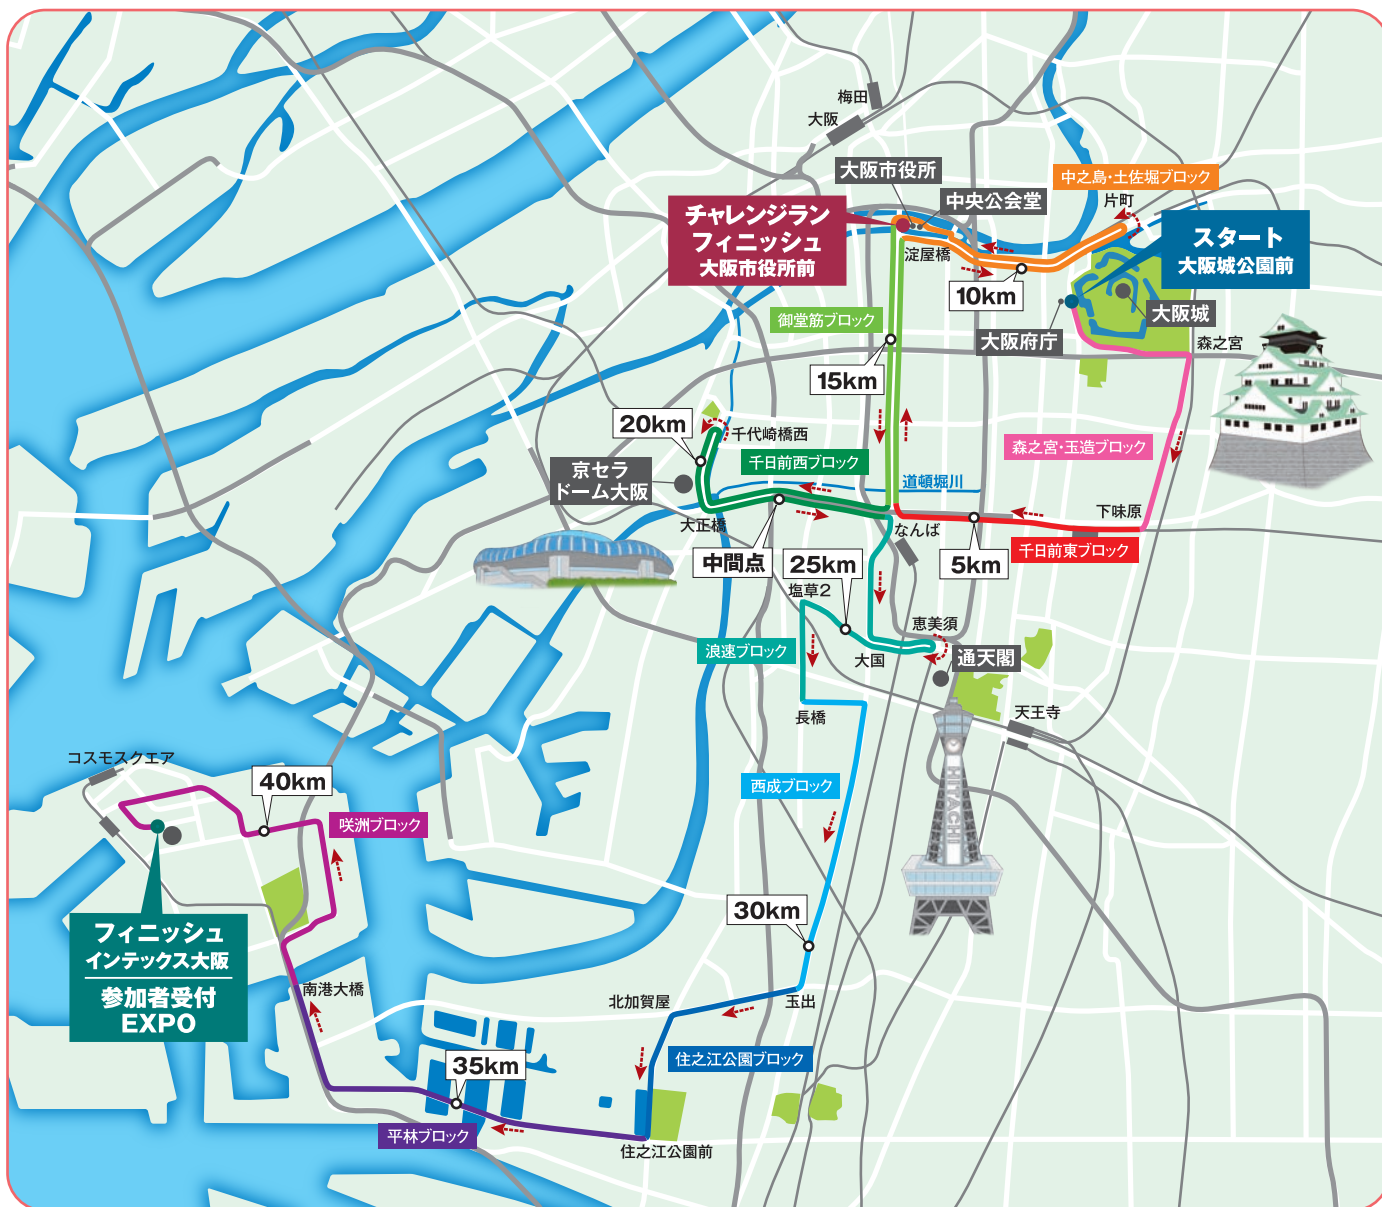 梅田
大阪
大阪市役所
中央公会堂
中之島・土佐堀ブロック
片町
チャレンジラン
フィニッシュ
大阪市役所前
スタート
大阪城公園前
淀屋橋
10km
大阪城
御堂筋ブロック
大阪府庁
森之宮
15km
20km
千代崎橋西
森之宮・玉造ブロック
千日前西ブロック
京セラ
ドーム大阪
道頓堀川
大正橋
なんば
下味原
中間点
25km
5km
千日前東ブロック
塩草2
恵美須
浪速ブロック
大国
通天閣
長橋
天王寺
コスモスクエア
40km
西成ブロック
咲洲ブロック
HITACHI
30km
フィニッシュ
インテックス大阪
参加者受付
EXPO
南港大橋
北加賀屋
玉出
35km
住之江公園ブロック
平林ブロック
住之江公園前